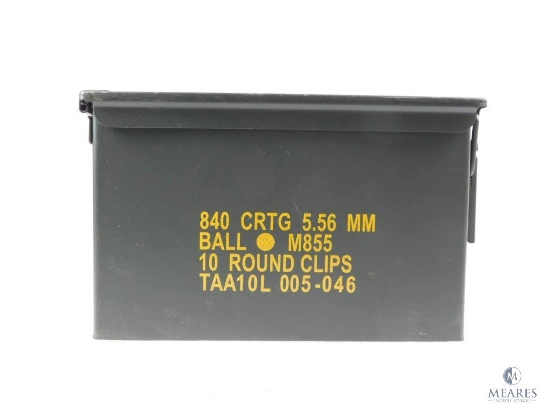 840 CRTG 5.56 MM
BALL M855
10 ROUND CLIPS
TAA10L 005-046
MEARES